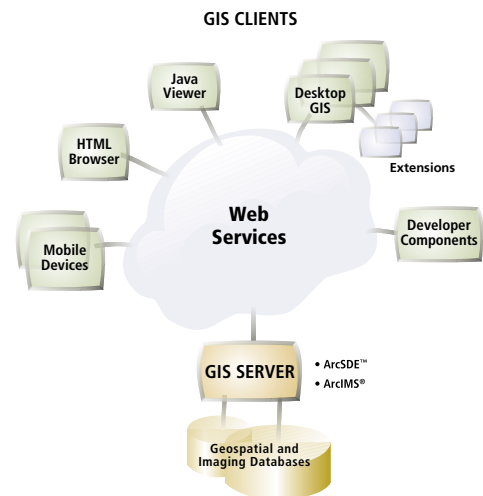 GIS CLIENTS
Java
Viewer
Desktop
GIS
HTML
Browser
Extensions
Web
Services
Developer
Components
Mobile
Devices
GIS SERVER
• ArcSDE™
• ArcIMS®
Geospatial and
Imaging Databases